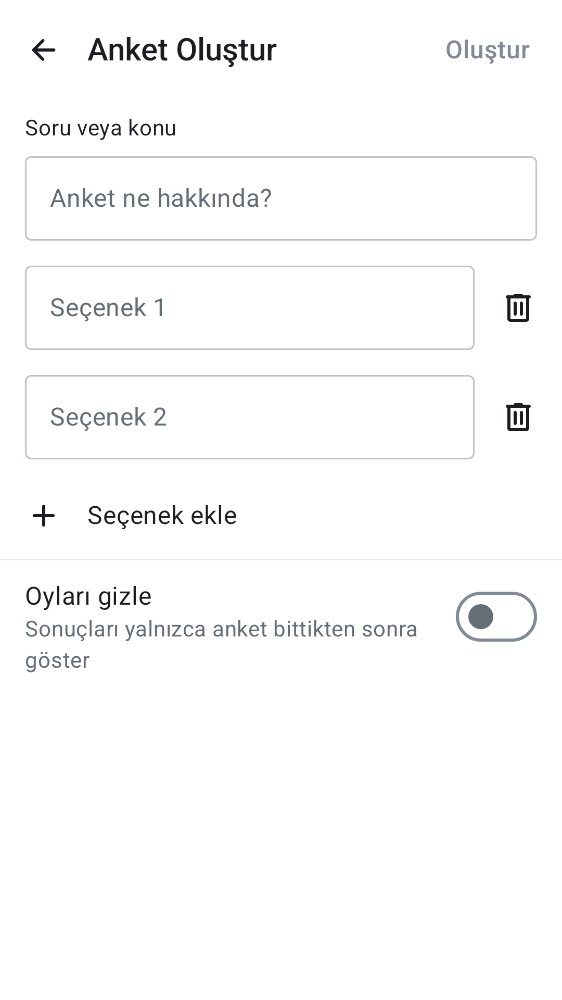 Anket Oluştur
Oluştur
Soru veya konu
Anket ne hakkında?
Seçenek 1
Seçenek 2
Seçenek ekle
Oyları gizle
Sonuçları yalnızca anket bittikten sonra
göster